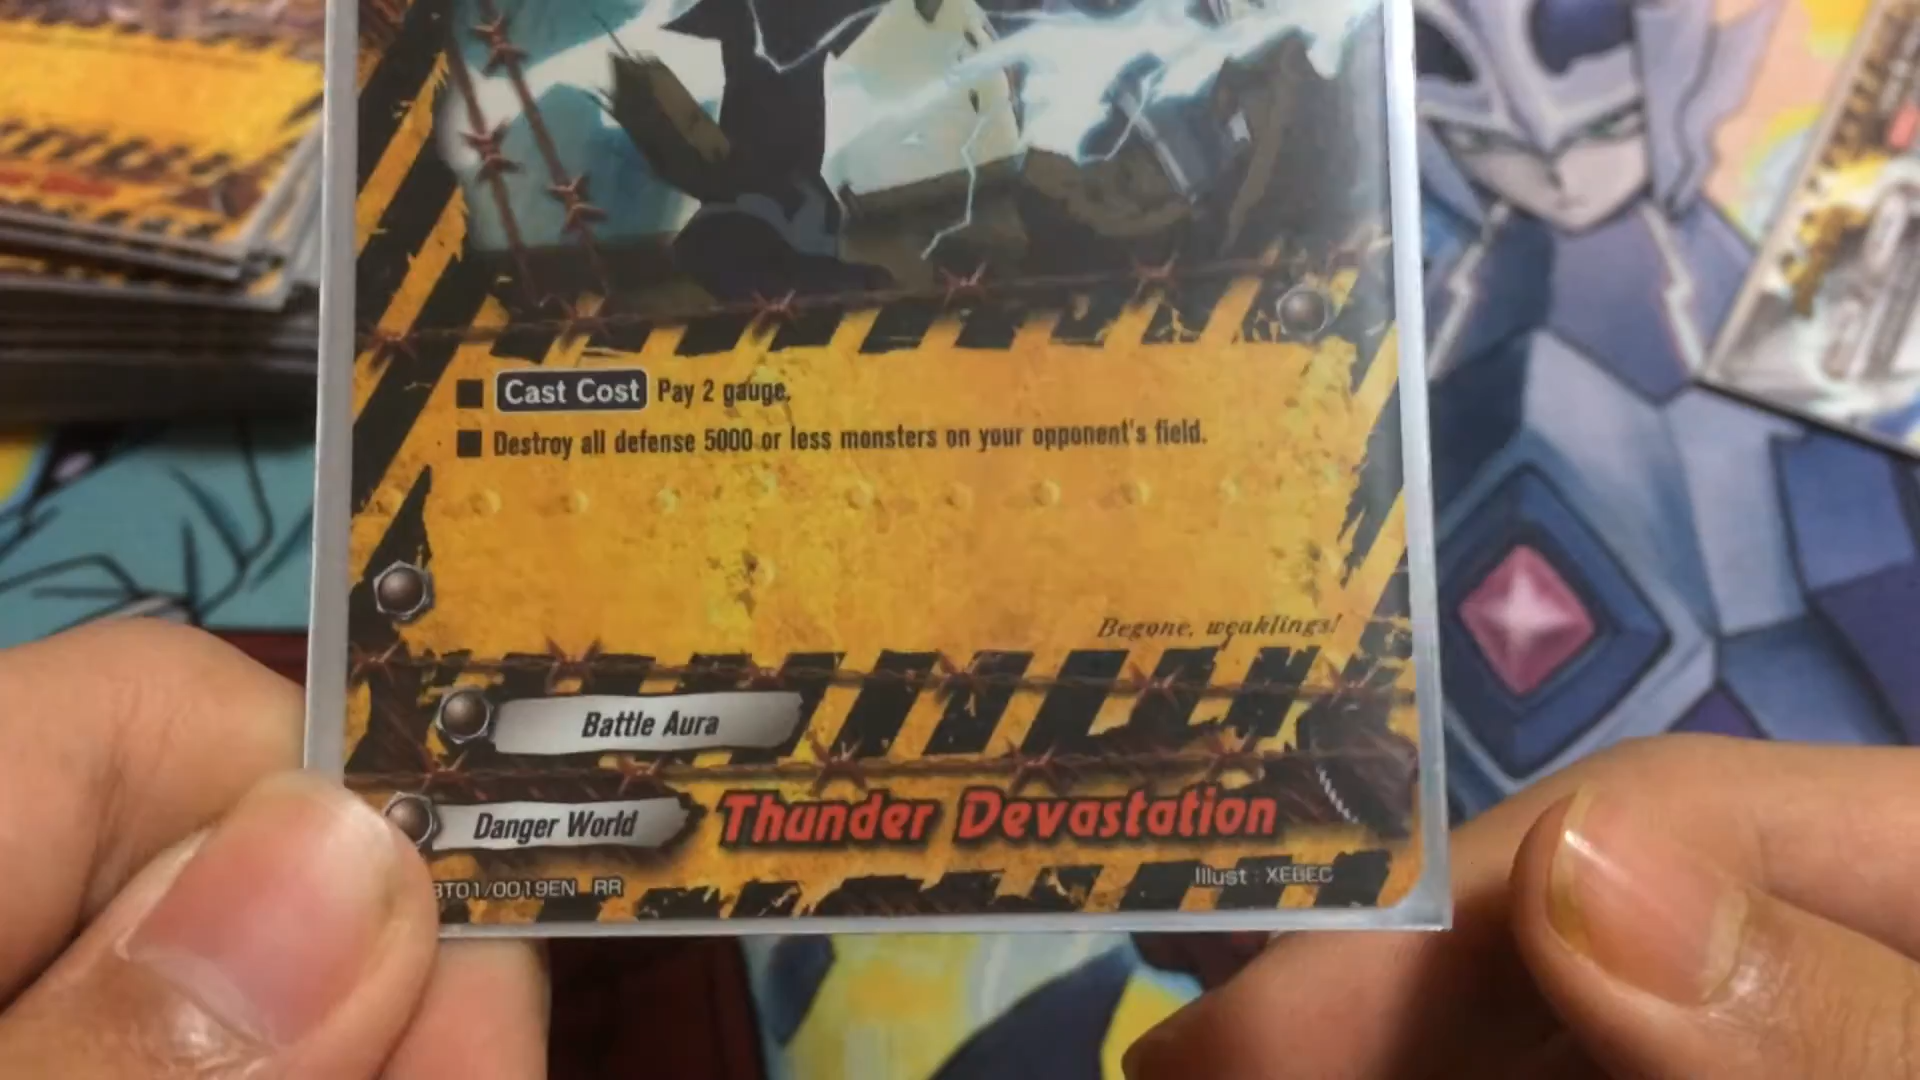 ■ Cast Cost Pay 2 gauge.
■ Destroy all defense 5000 or less monsters on your opponent's field.
Begone, weaklings!
Battle Aura
Danger World
Thunder Devastation
BT01/0019EN RR
Illust : XEBEC